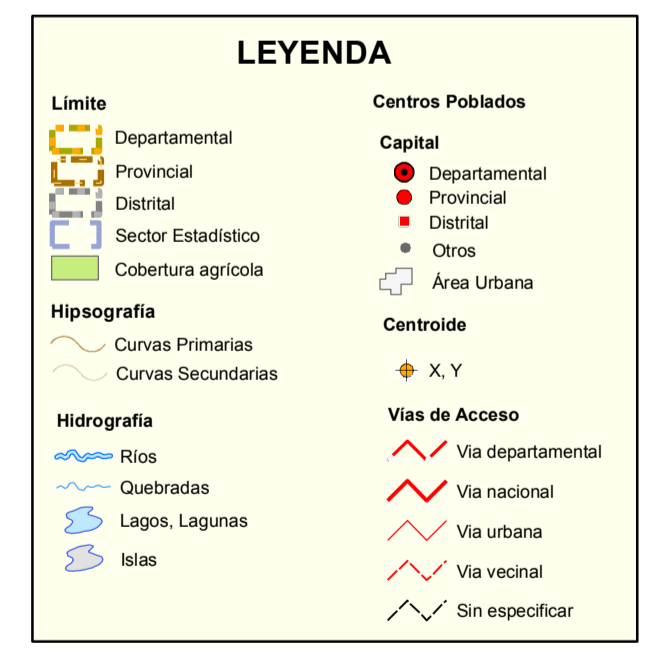 LEYENDA
Límite
Departamental
Provincial
Distrital
Sector Estadístico
Cobertura agrícola
Hipsografía
Curvas Primarias
Curvas Secundarias
Hidrografía
Ríos
Quebradas
Lagos, Lagunas
Islas
Centros Poblados
Capital
Departamental
Provincial
Distrital
Otros
Área Urbana
Centroide
X, Y
Vías de Acceso
Via departamental
Via nacional
Via urbana
Via vecinal
Sin especificar